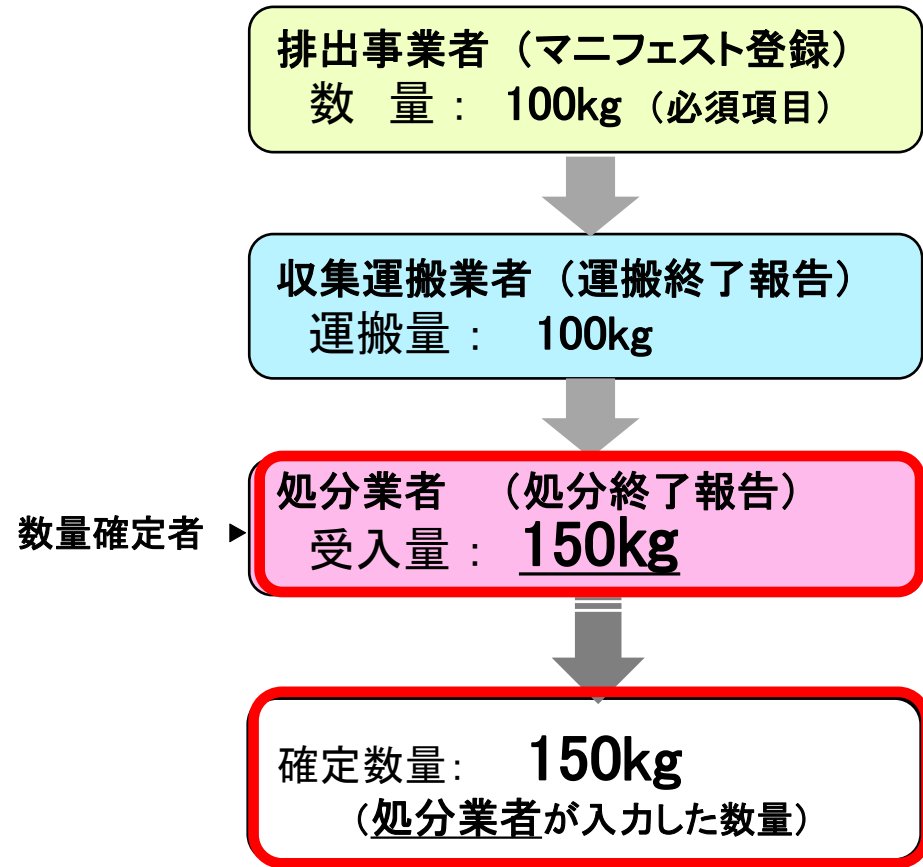 排出事業者（マニフェスト登録）
数　量： 100kg（必須項目）
収集運搬業者（運搬終了報告）
運搬量： 100kg
処分業者　（処分終了報告）
数量確定者
受入量： 150kg
確定数量： 150kg
（処分業者が入力した数量）